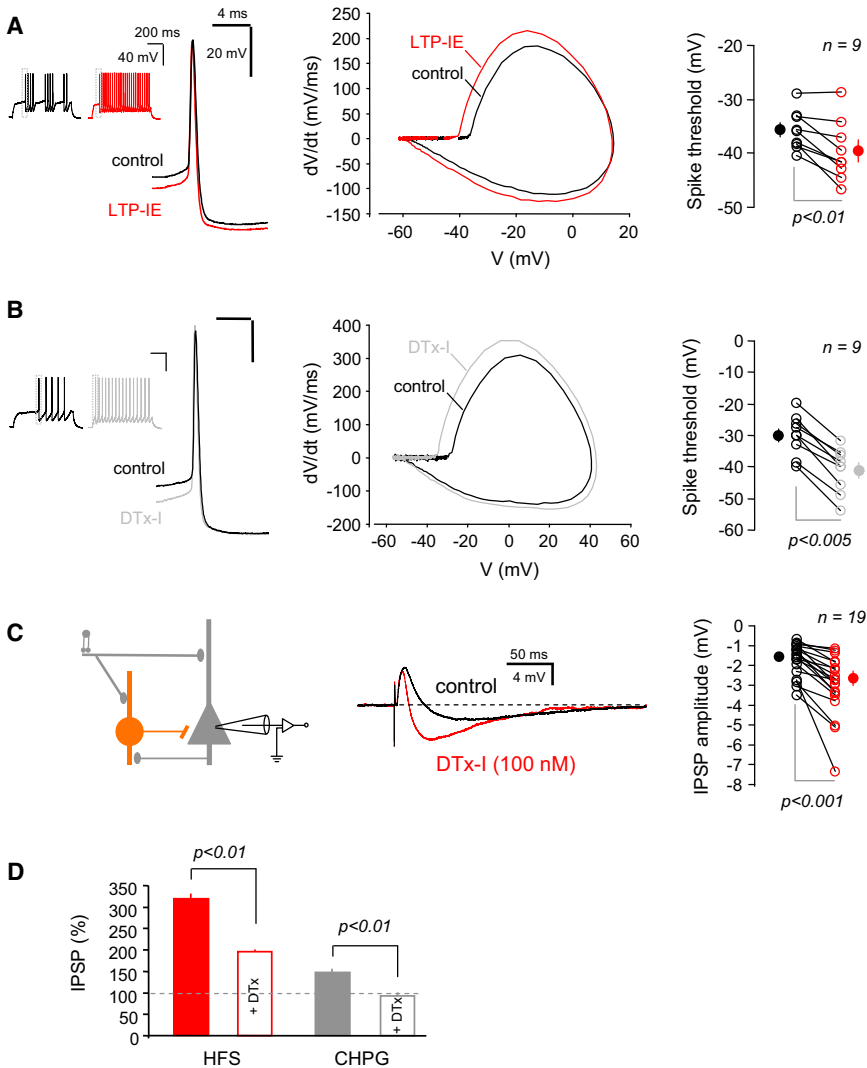 A
200 ms
40 mV
4 ms
20 mV
control
LTP-IE
dV/dt (mV/ms)
250
200
150
100
50
0
-50
-100
-150
LTP-IE
control
-60
-40
-20
0
20
V (mV)
Spike threshold (mV)
-20
-30
-40
-50
n = 9
p<0.01
B
control
DTx-I
dV/dt (mV/ms)
400
300
200
100
0
-100
-200
DTx-I
control
-60
-40
-20
0
20
40
60
V (mV)
Spike threshold (mV)
0
-10
-20
-30
-40
-50
-60
n = 9
p<0.005
C
control
50 ms
4 mV
DTx-I (100 nM)
IPSP amplitude (mV)
0
-1
-2
-3
-4
-5
-6
-7
-8
n = 19
p<0.001
D
IPSP (%)
350
300
250
200
150
100
50
0
p<0.01
p<0.01
+ DTx
+ DTx
HFS
CHPG